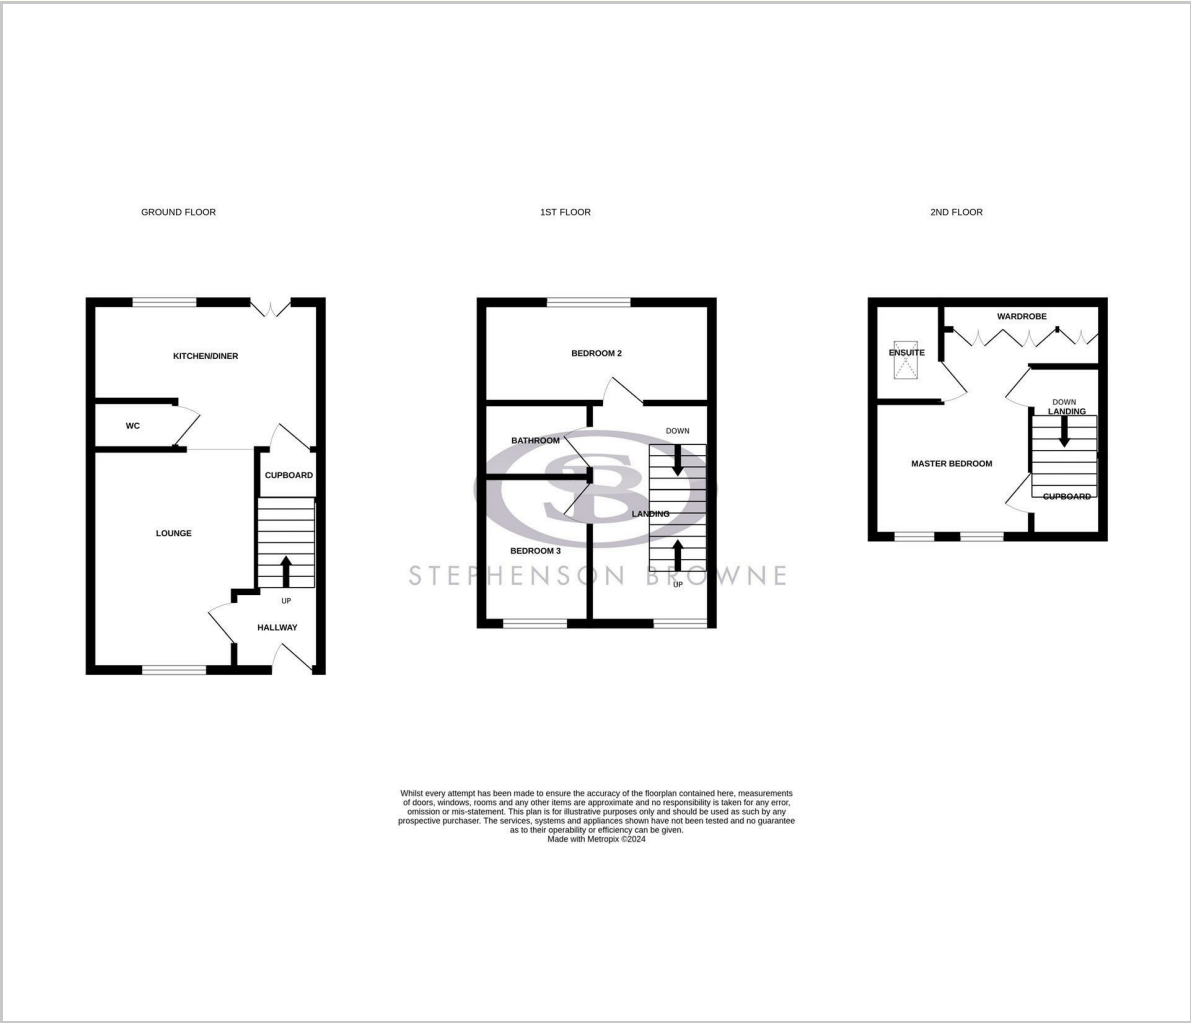 GROUND FLOOR
1ST FLOOR
2ND FLOOR
KITCHEN/DINER
WC
CUPBOARD
LOUNGE
UP
HALLWAY
BEDROOM 2
BATHROOM
DOWN
LANDING
BEDROOM 3
UP
WARDROBE
ENSUITE
DOWN
LANDING
MASTER BEDROOM
CUPBOARD
SB
STEPHENSON BROWNE
Whilst every attempt has been made to ensure the accuracy of the floorplan contained here, measurements
of doors, windows, rooms and any other items are approximate and no responsibility is taken for any error,
omission or mis-statement. This plan is for illustrative purposes only and should be used as such by any
prospective purchaser. The services, systems and appliances shown have not been tested and no guarantee
as to their operability or efficiency can be given.
Made with Metropix ©2024